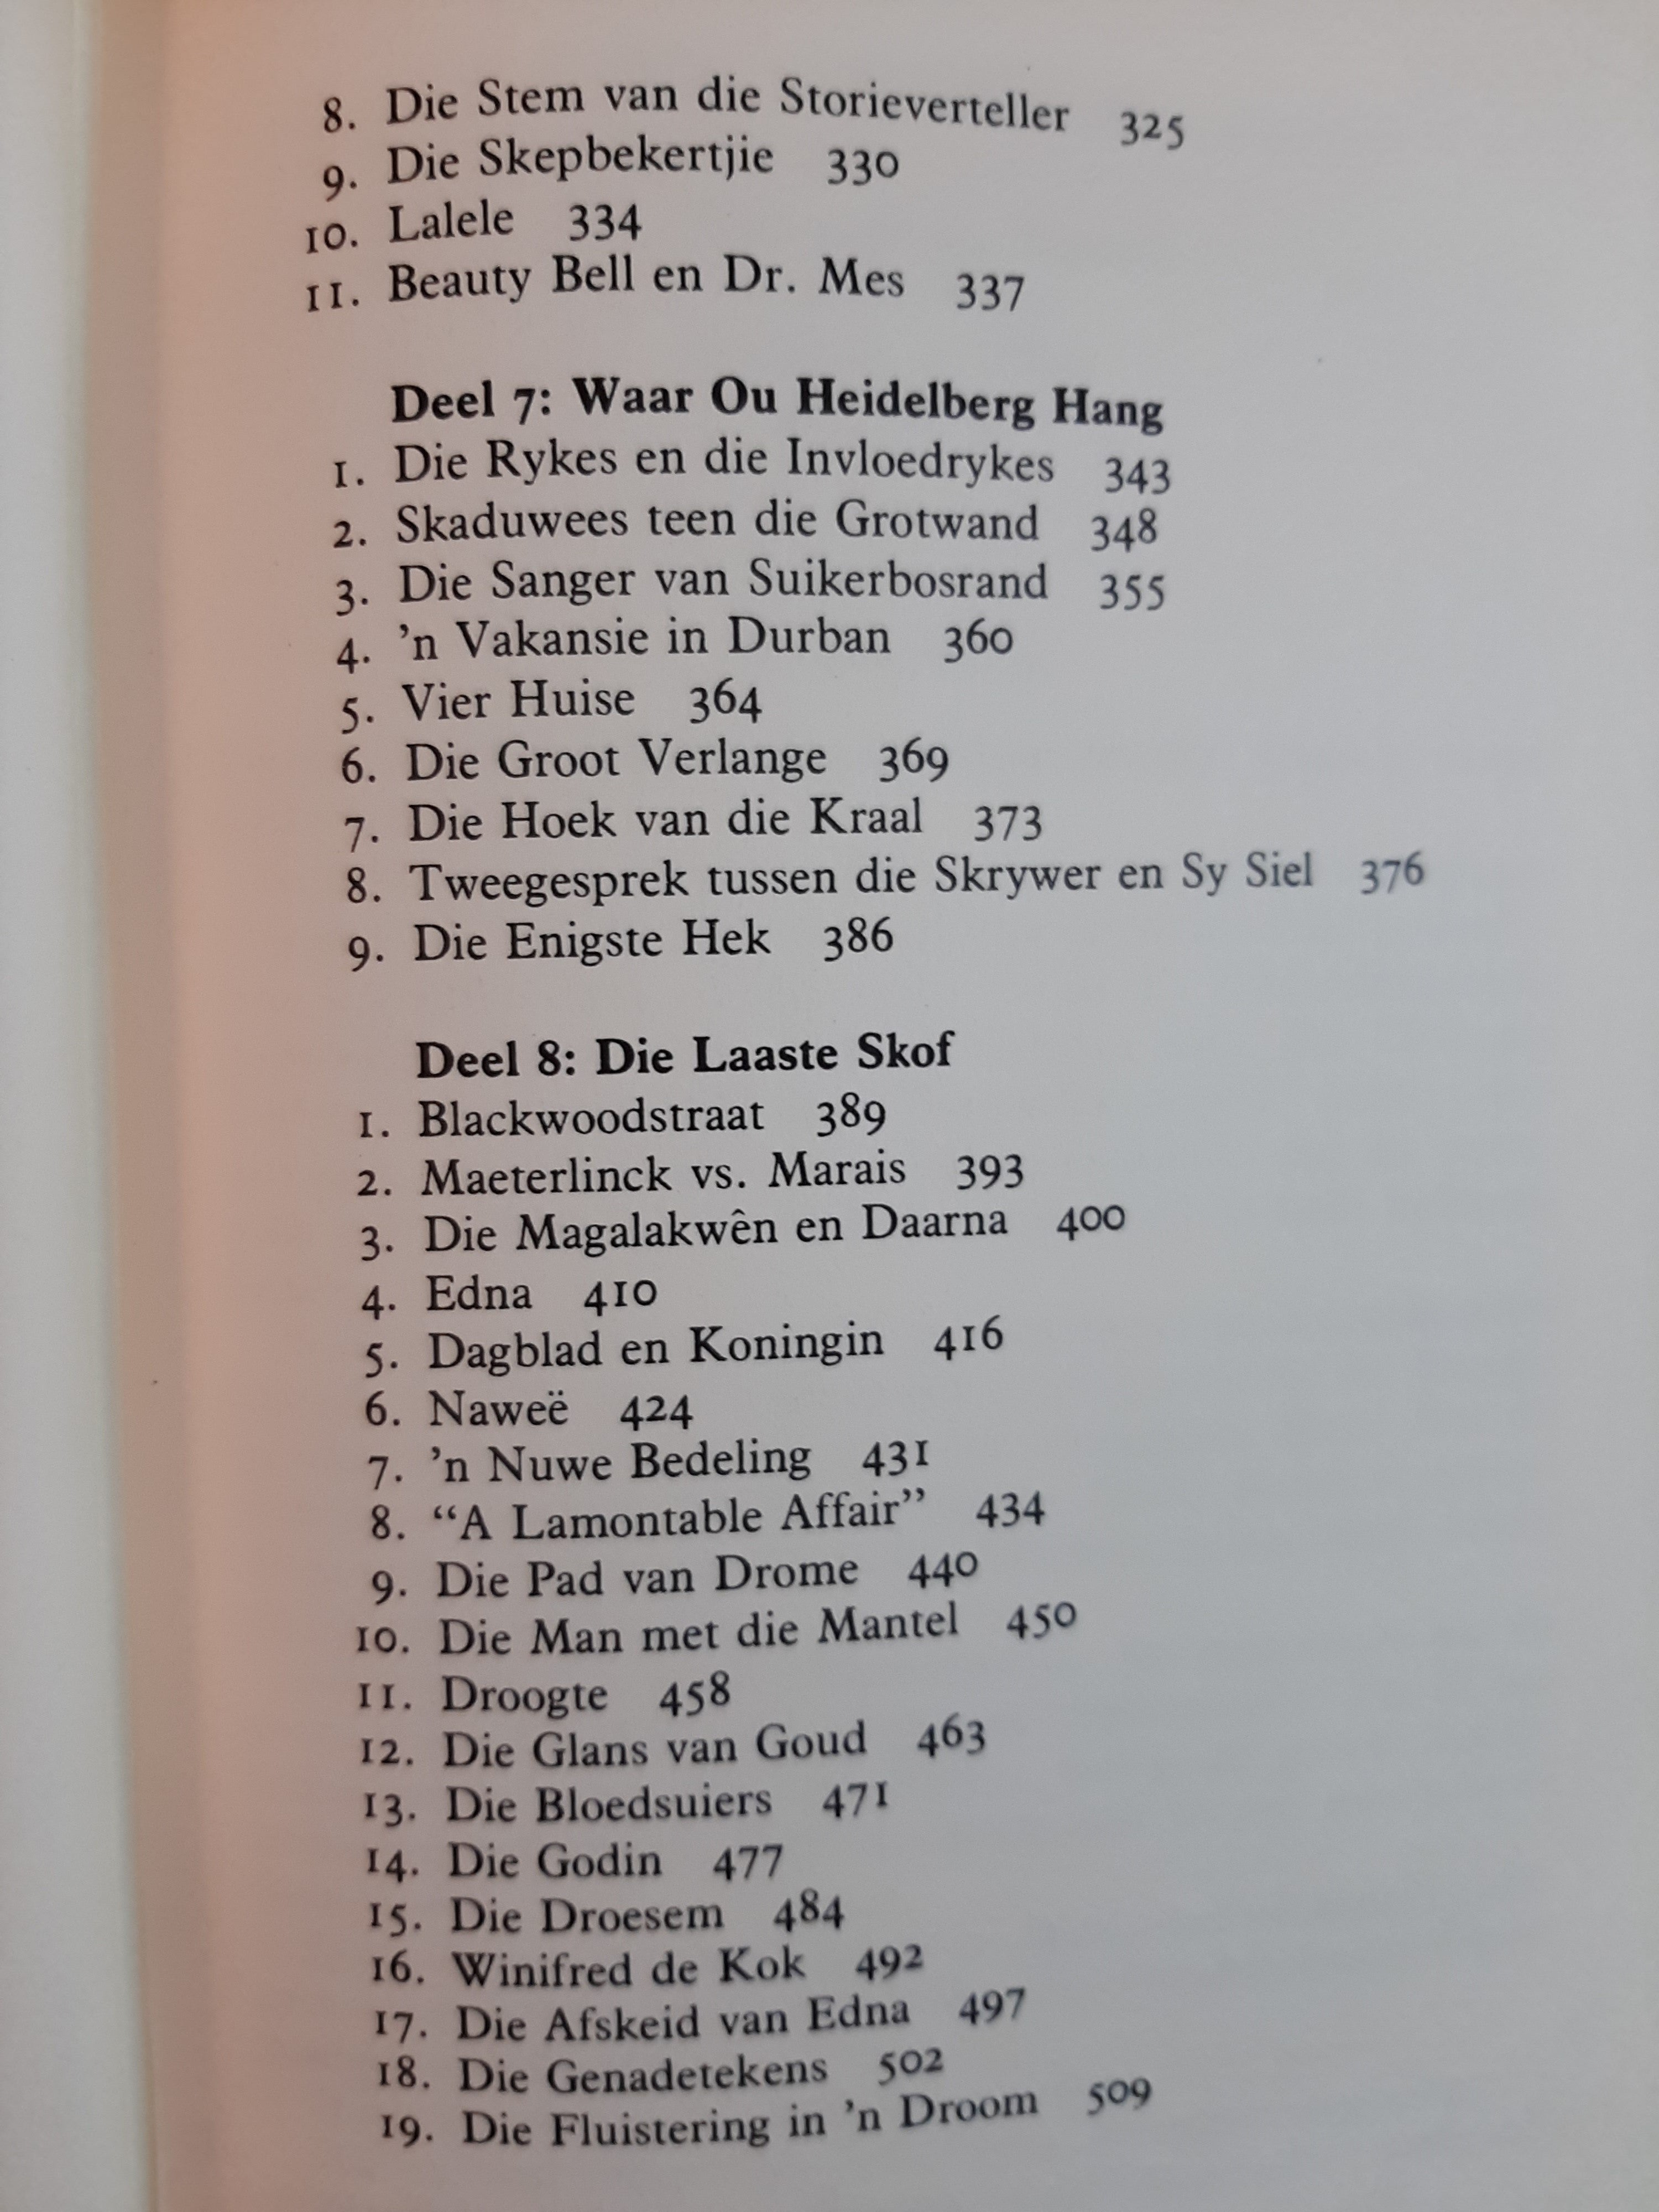 8. Die Stem van die Storieverteller 325
9. Die Skepbekertjie 330
10. Lalele 334
11. Beauty Bell en Dr. Mes 337
Deel 7: Waar Ou Heidelberg Hang
1. Die Rykes en die Invloedrykes 343
2. Skaduwees teen die Grotwand 348
3. Die Sanger van Suikerbosrand 355
4. ’n Vakansie in Durban 360
5. Vier Huise 364
6. Die Groot Verlange 369
7. Die Hoek van die Kraal 373
8. Tweegesprek tussen die Skrywer en Sy Siel 376
9. Die Enigste Hek 386
Deel 8: Die Laaste Skof
1. Blackwoodstraat 389
2. Maeterlinck vs. Marais 393
3. Die Magalakwên en Daarna 400
4. Edna 410
5. Dagblad en Koningin 416
6. Naweë 424
7. ’n Nuwe Bedeling 431
8. “A Lamontable Affair” 434
9. Die Pad van Drome 440
10. Die Man met die Mantel 450
11. Droogte 458
12. Die Glans van Goud 463
13. Die Bloedsuiers 471
14. Die Godin 477
15. Die Droesem 484
16. Winifred de Kok 492
17. Die Afskeid van Edna 497
18. Die Genadetekens 502
19. Die Fluistering in ’n Droom 509